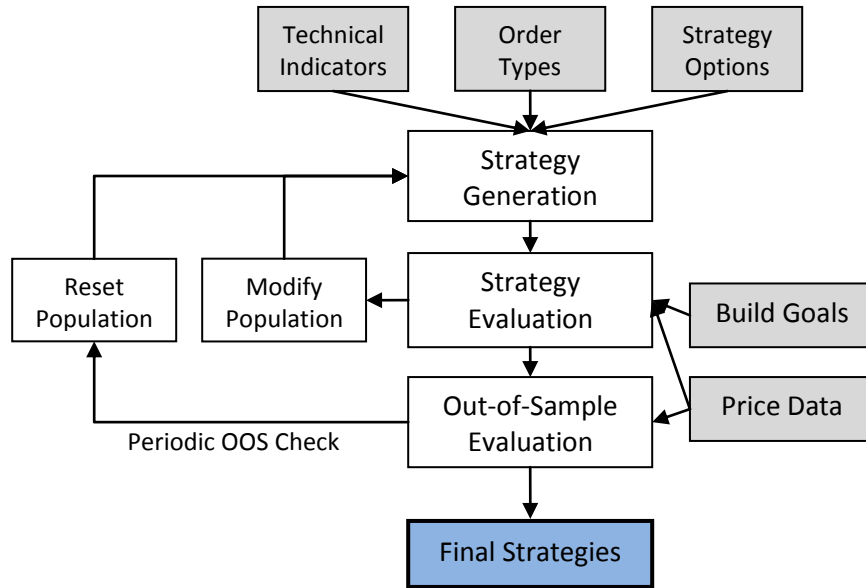 Technical
Indicators
Order
Types
Strategy
Options
Strategy
Generation
Reset
Population
Modify
Population
Strategy
Evaluation
Build Goals
Out-of-Sample
Evaluation
Price Data
Periodic OOS Check
Final Strategies